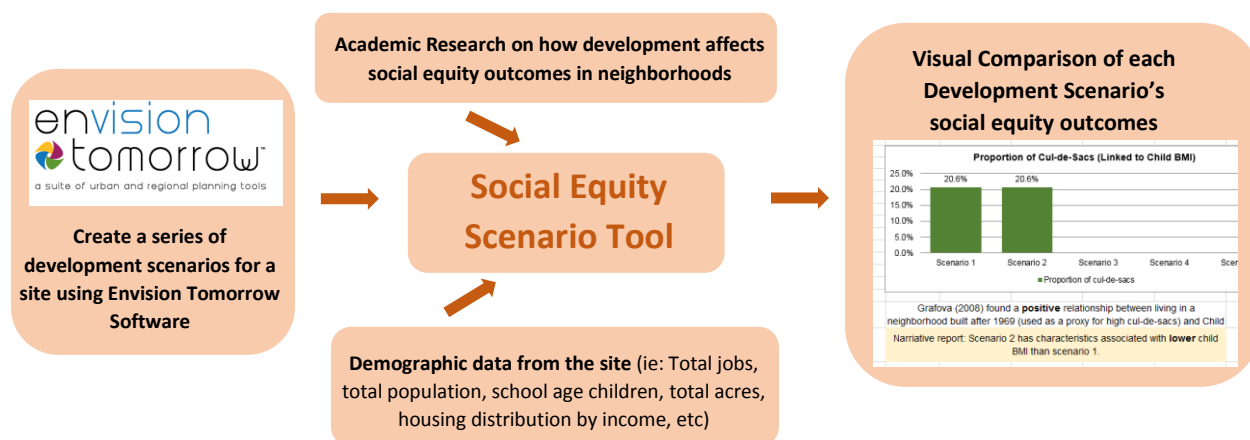 Academic Research on how development affects
social equity outcomes in neighborhoods
envision
tomorrow™
a suite of urban and regional planning tools
Create a series of
development scenarios for a
site using Envision Tomorrow
Software
Social Equity
Scenario Tool
Demographic data from the site (ie: Total jobs,
total population, school age children, total acres,
housing distribution by income, etc)
Visual Comparison of each
Development Scenario's
social equity outcomes
Proportion of Cul-de-Sacs (Linked to Child BMI)
25.0%
20.0%
15.0%
10.0%
5.0%
0.0%
20.6%
20.6%
Scenario 1
Scenario 2
Scenario 3
Scenario 4
Scer
Proportion of cul-de-sacs
Grafova (2008) found a positive relationship between living in a
neighborhood built after 1969 (used as a proxy for high cul-de-sacs) and Child
Narrative report: Scenario 2 has characteristics associated with lower child
BMI than scenario 1.